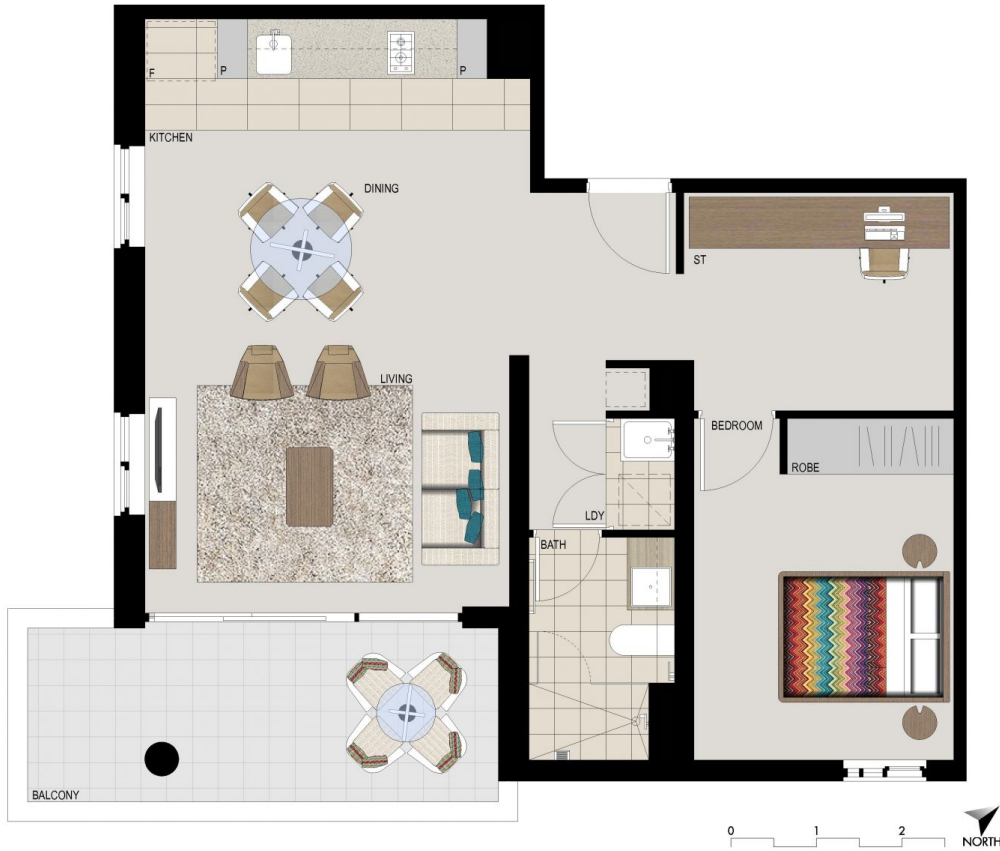 F
P
P
KITCHEN
DINING
ST
LIVING
BEDROOM
ROBE
LDY
BATH
BALCONY
0 1 2
NORTH